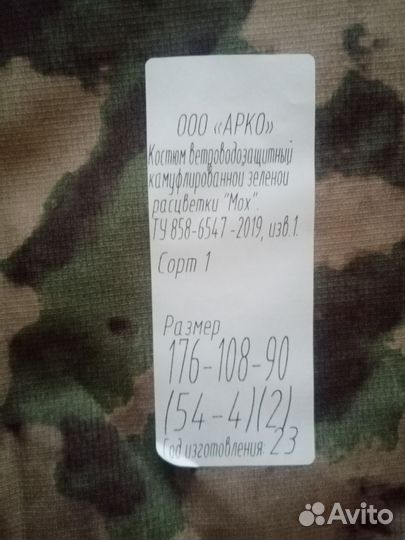 ООО «АРКО»
Костюм ветроводозащитный
камуфлированной зеленой
расцветки "Мох".
ТУ 858-6547 -2019, изв.1.
Сорт 1
Размер
176-108-90
(54-4)(2)
Год изготовления: 23
Avito